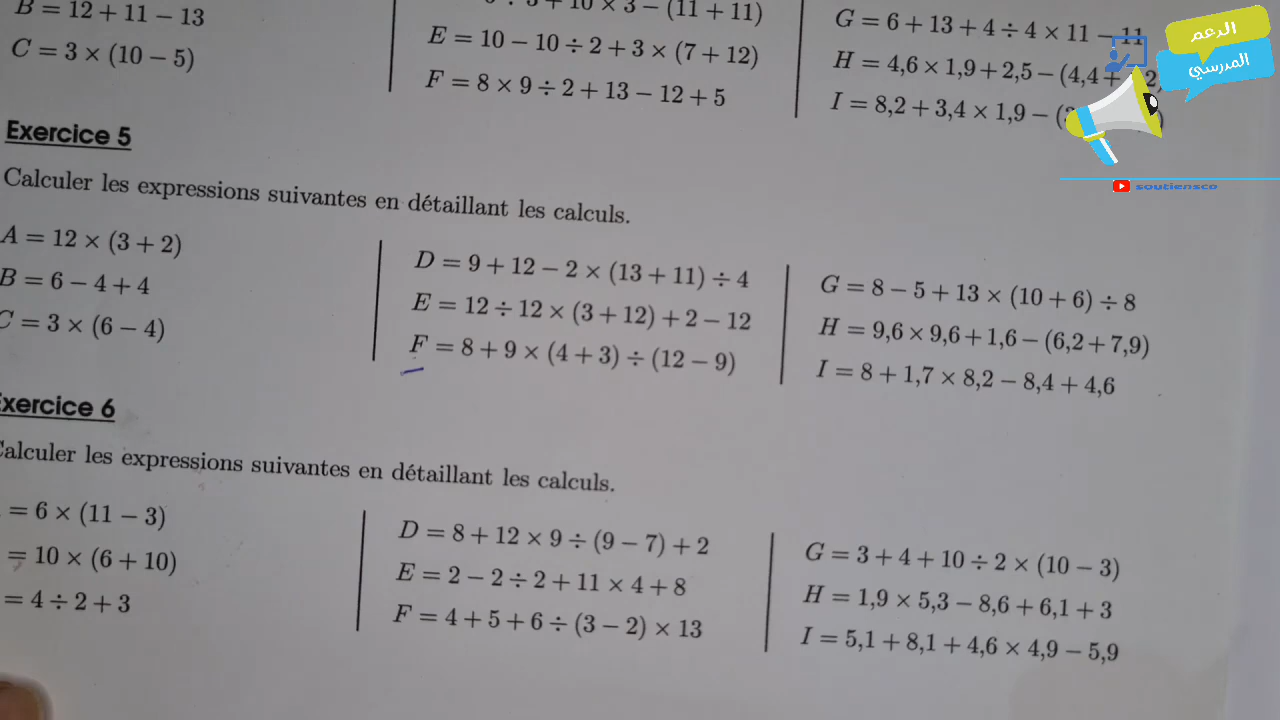 B = 12 + 11 − 13
C = 3 × (10 − 5)
3 + 10 × 3 − (11 + 11)
E = 10 − 10 ÷ 2 + 3 × (7 + 12)
F = 8 × 9 ÷ 2 + 13 − 12 + 5
G = 6 + 13 + 4 ÷ 4 × 11 − 11
H = 4,6 × 1,9 + 2,5 − (4,4 +
I = 8,2 + 3,4 × 1,9 − (
الدعم
المدرسي
soutiensco
Exercice 5
Calculer les expressions suivantes en détaillant les calculs.
A = 12 × (3 + 2)
B = 6 − 4 + 4
C = 3 × (6 − 4)
D = 9 + 12 − 2 × (13 + 11) ÷ 4
E = 12 ÷ 12 × (3 + 12) + 2 − 12
F = 8 + 9 × (4 + 3) ÷ (12 − 9)
G = 8 − 5 + 13 × (10 + 6) ÷ 8
H = 9,6 × 9,6 + 1,6 − (6,2 + 7,9)
I = 8 + 1,7 × 8,2 − 8,4 + 4,6
Exercice 6
Calculer les expressions suivantes en détaillant les calculs.
= 6 × (11 − 3)
= 10 × (6 + 10)
= 4 ÷ 2 + 3
D = 8 + 12 × 9 ÷ (9 − 7) + 2
E = 2 − 2 ÷ 2 + 11 × 4 + 8
F = 4 + 5 + 6 ÷ (3 − 2) × 13
G = 3 + 4 + 10 ÷ 2 × (10 − 3)
H = 1,9 × 5,3 − 8,6 + 6,1 + 3
I = 5,1 + 8,1 + 4,6 × 4,9 − 5,9